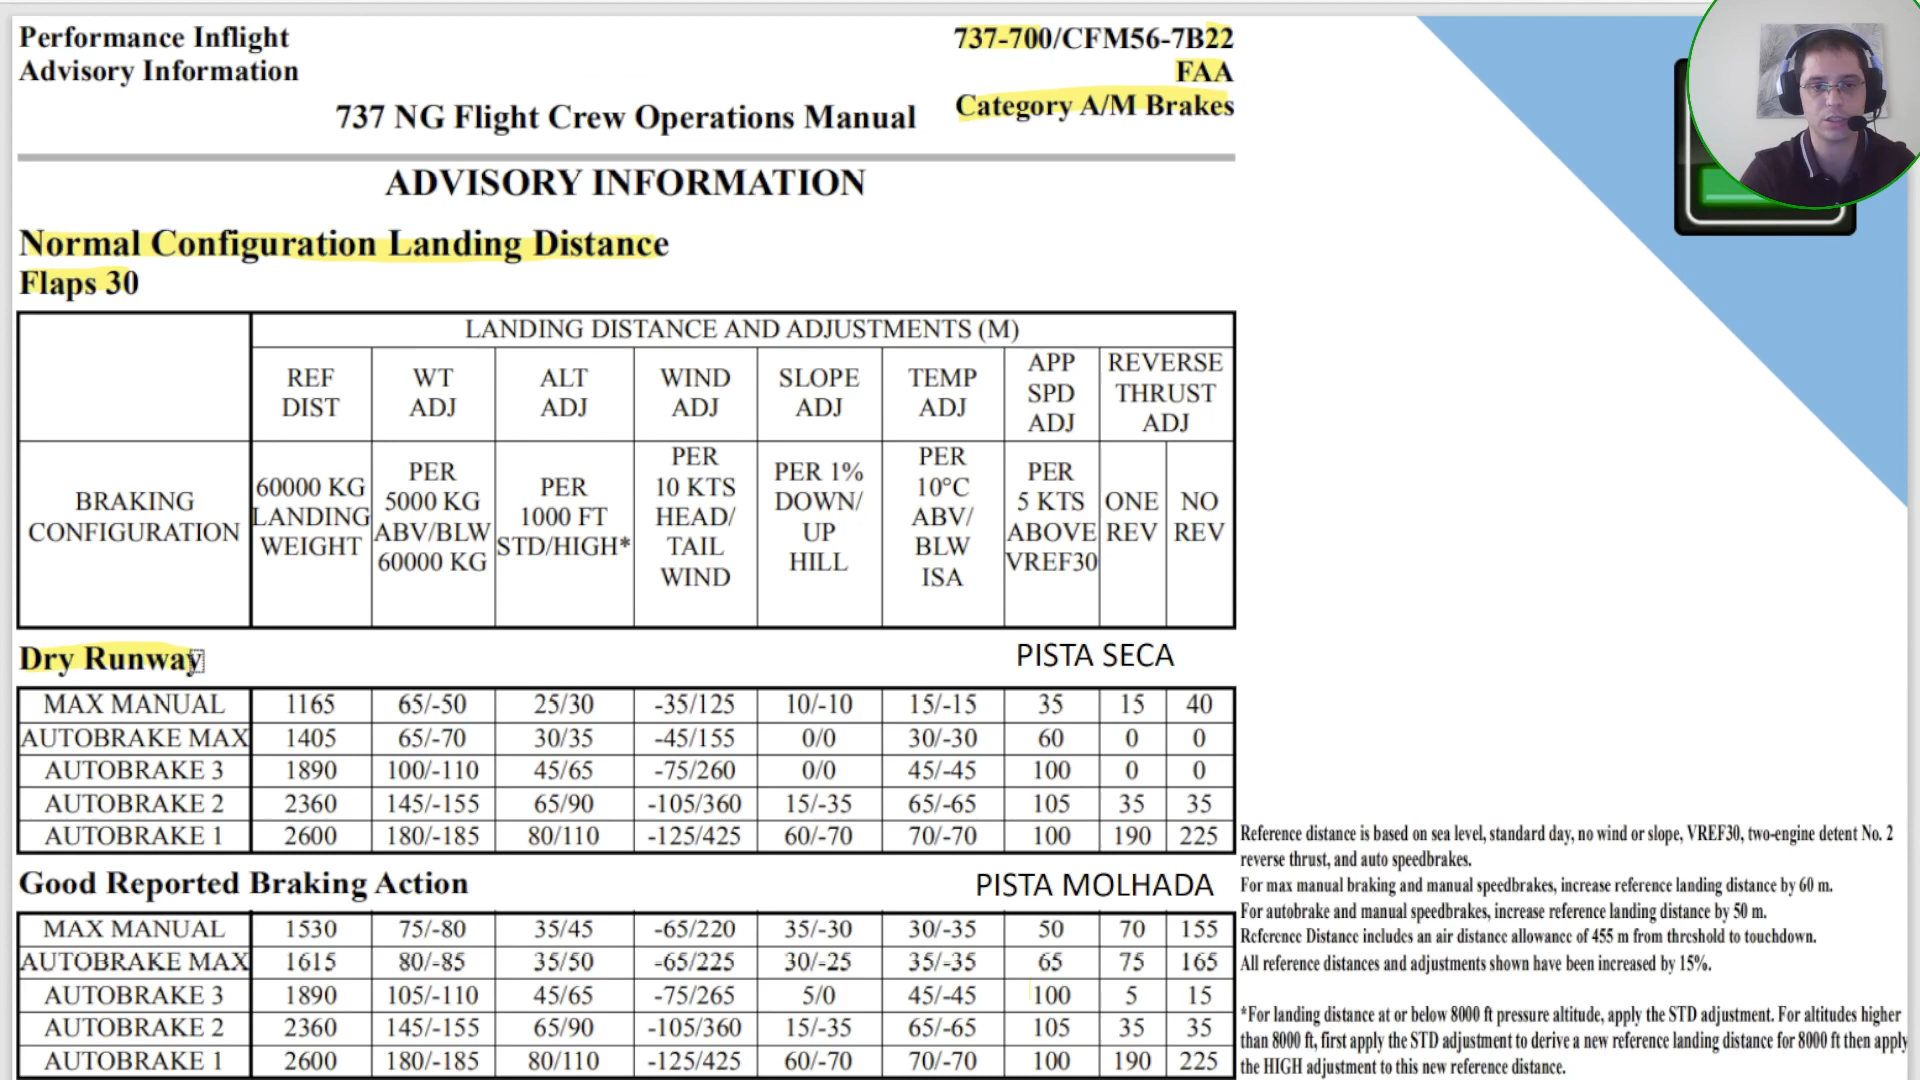 Performance Inflight
Advisory Information
737-700/CFM56-7B22
FAA
Category A/M Brakes
737 NG Flight Crew Operations Manual
ADVISORY INFORMATION
Normal Configuration Landing Distance
Flaps 30
LANDING DISTANCE AND ADJUSTMENTS (M)
REF DIST WT ADJ ALT ADJ WIND ADJ SLOPE ADJ TEMP ADJ APP SPD ADJ REVERSE THRUST ADJ
BRAKING CONFIGURATION 60000 KG LANDING WEIGHT PER 5000 KG ABV/BLW 60000 KG PER 1000 FT STD/HIGH* PER 10 KTS HEAD/ TAIL WIND PER 1% DOWN/ UP HILL PER 10°C ABV/ BLW ISA PER 5 KTS ABOVE VREF30 ONE REV NO REV
Dry Runway PISTA SECA
MAX MANUAL 1165 65/-50 25/30 -35/125 10/-10 15/-15 35 15 40
AUTOBRAKE MAX 1405 65/-70 30/35 -45/155 0/0 30/-30 60 0 0
AUTOBRAKE 3 1890 100/-110 45/65 -75/260 0/0 45/-45 100 0 0
AUTOBRAKE 2 2360 145/-155 65/90 -105/360 15/-35 65/-65 105 35 35
AUTOBRAKE 1 2600 180/-185 80/110 -125/425 60/-70 70/-70 100 190 225
Good Reported Braking Action PISTA MOLHADA
MAX MANUAL 1530 75/-80 35/45 -65/220 35/-30 30/-35 50 70 155
AUTOBRAKE MAX 1615 80/-85 35/50 -65/225 30/-25 35/-35 65 75 165
AUTOBRAKE 3 1890 105/-110 45/65 -75/265 5/0 45/-45 100 5 15
AUTOBRAKE 2 2360 145/-155 65/90 -105/360 15/-35 65/-65 105 35 35
AUTOBRAKE 1 2600 180/-185 80/110 -125/425 60/-70 70/-70 100 190 225
Reference distance is based on sea level, standard day, no wind or slope, VREF30, two-engine detent No. 2
reverse thrust, and auto speedbrakes.
For max manual braking and manual speedbrakes, increase reference landing distance by 60 m.
For autobrake and manual speedbrakes, increase reference landing distance by 50 m.
Reference Distance includes an air distance allowance of 455 m from threshold to touchdown.
All reference distances and adjustments shown have been increased by 15%.
*For landing distance at or below 8000 ft pressure altitude, apply the STD adjustment. For altitudes higher
than 8000 ft, first apply the STD adjustment to derive a new reference landing distance for 8000 ft then apply
the HIGH adjustment to this new reference distance.